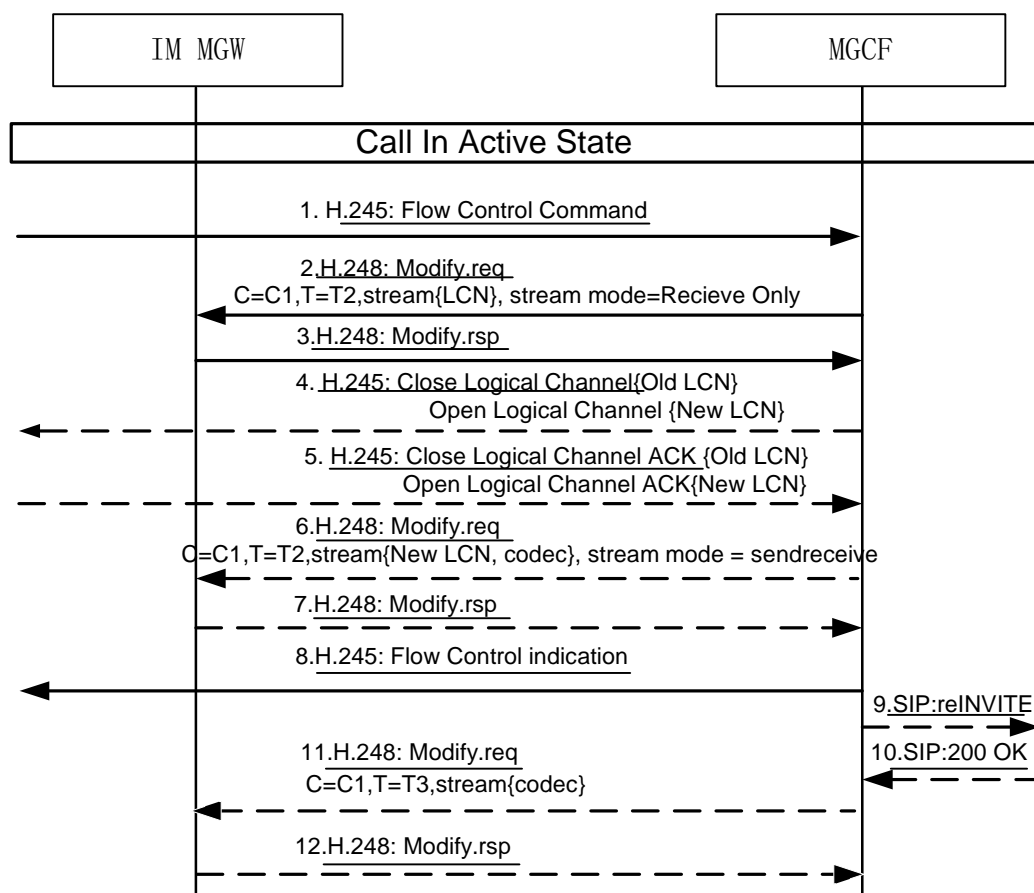 IM MGW
MGCF
Call In Active State
1. H.245: Flow Control Command
2.H.248: Modify.req
C=C1,T=T2,stream{LCN}, stream mode=Recieve Only
3.H.248: Modify.rsp
4. H.245: Close Logical Channel{Old LCN}
Open Logical Channel {New LCN}
5. H.245: Close Logical Channel ACK {Old LCN}
Open Logical Channel ACK{New LCN}
6.H.248: Modify.req
C=C1,T=T2,stream{New LCN, codec}, stream mode = sendreceive
7.H.248: Modify.rsp
8.H.245: Flow Control indication
9.SIP:reINVITE
10.SIP:200 OK
11.H.248: Modify.req
C=C1,T=T3,stream{codec}
12.H.248: Modify.rsp